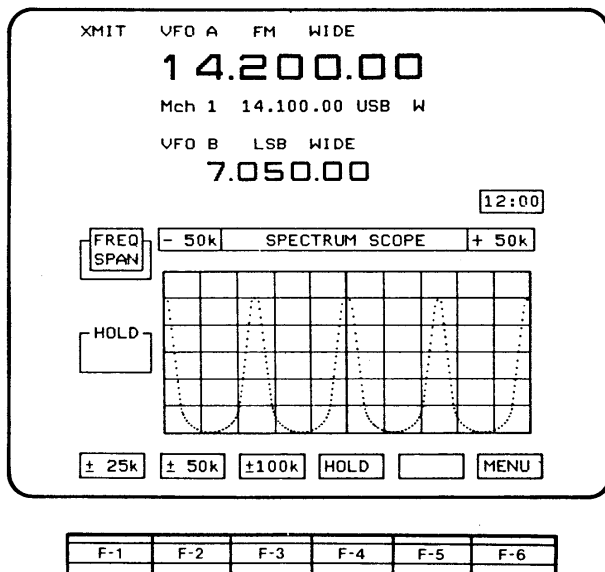 XMIT VFO A FM WIDE
14.200.00
Mch 1 14.100.00 USB W
VFO B LSB WIDE
7.050.00
12:00
FREQ SPAN
- 50k SPECTRUM SCOPE + 50k
HOLD
± 25k ± 50k ±100k HOLD MENU
F-1 F-2 F-3 F-4 F-5 F-6